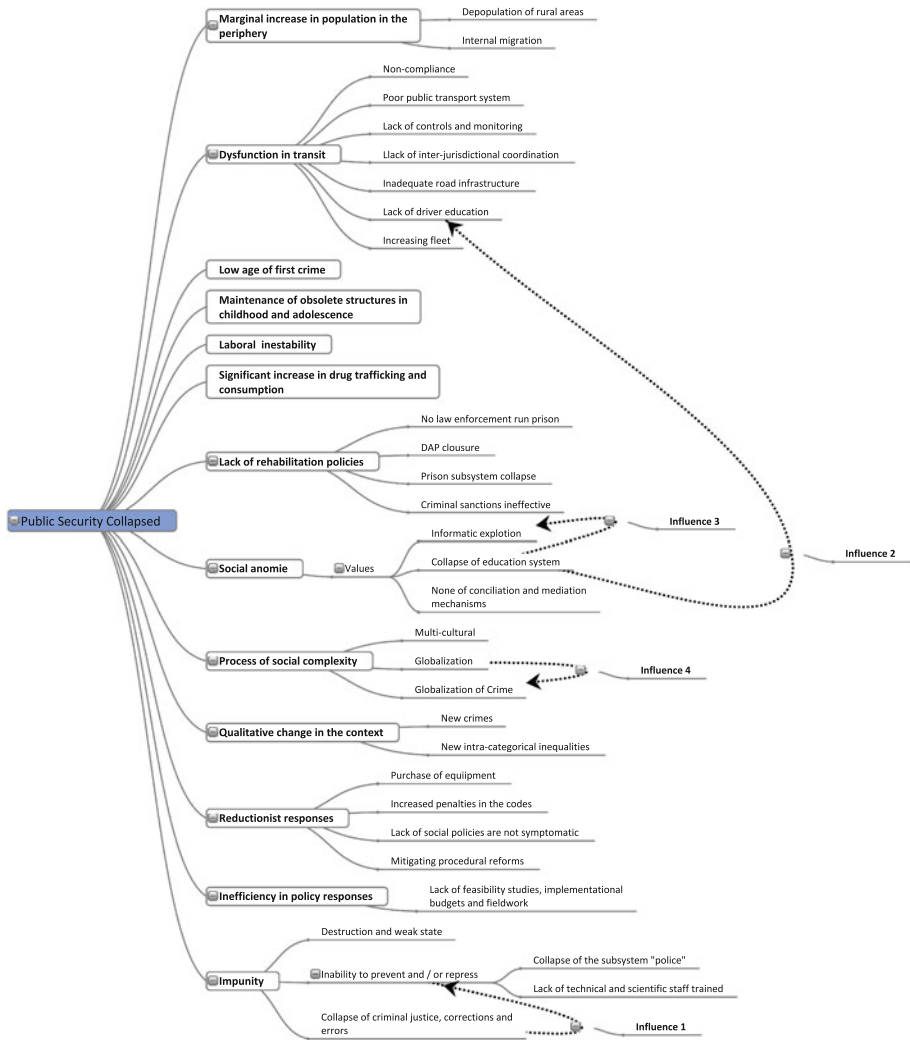 Marginal increase in population in the
periphery
Depopulation of rural areas
Internal migration
Dysfunction in transit
Non-compliance
Poor public transport system
Lack of controls and monitoring
Llack of inter-jurisdictional coordination
Inadequate road infrastructure
Lack of driver education
Increasing fleet
Low age of first crime
Maintenance of obsolete structures in
childhood and adolescence
Laboral inestability
Significant increase in drug trafficking and
consumption
Lack of rehabilitation policies
No law enforcement run prison
DAP clousure
Prison subsystem collapse
Criminal sanctions ineffective
Public Security Collapsed
Social anomie
Values
Informatic explotion
Collapse of education system
None of conciliation and mediation
mechanisms
Influence 3
Influence 2
Process of social complexity
Multi-cultural
Globalization
Globalization of Crime
Influence 4
Qualitative change in the context
New crimes
New intra-categorical inequalities
Reductionist responses
Purchase of equiipment
Increased penalties in the codes
Lack of social policies are not symptomatic
Mitigating procedural reforms
Inefficiency in policy responses
Lack of feasibility studies, implementational
budgets and fieldwork
Impunity
Destruction and weak state
Inability to prevent and / or repress
Collapse of the subsystem "police"
Lack of technical and scientific staff trained
Collapse of criminal justice, corrections and
errors
Influence 1